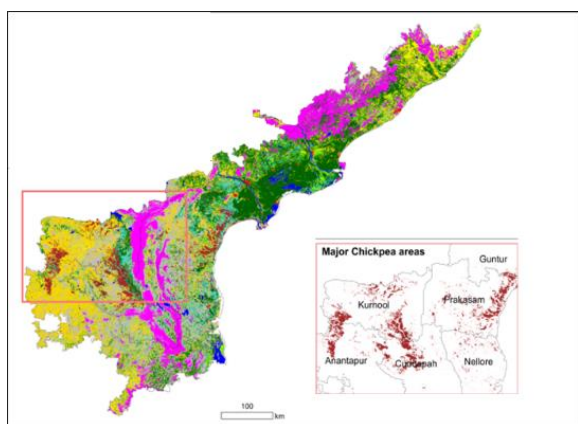 Major Chickpea areas
Guntur
Kurnool
Prakasam
Anantapur
Cuddapah
Nellore
100
km